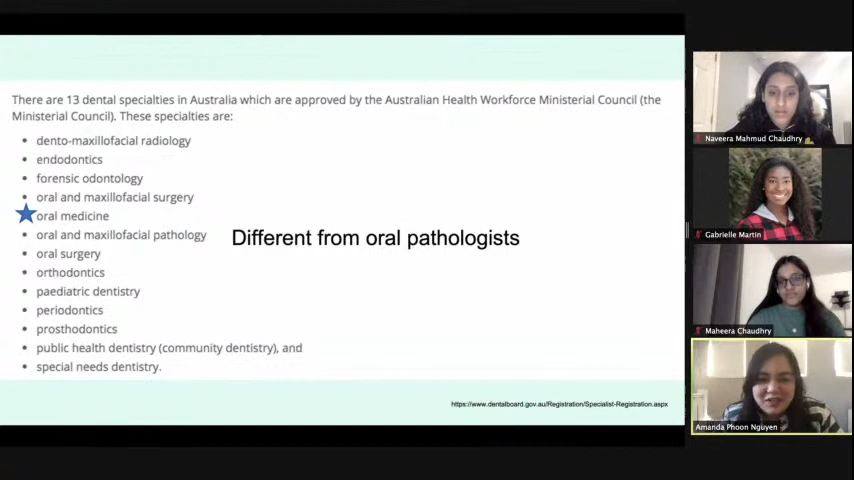 There are 13 dental specialties in Australia which are approved by the Australian Health Workforce Ministerial Council (the
Ministerial Council). These specialties are:
dento-maxillofacial radiology
endodontics
forensic odontology
oral and maxillofacial surgery
oral medicine
oral and maxillofacial pathology
oral surgery
orthodontics
paediatric dentistry
periodontics
prosthodontics
public health dentistry (community dentistry), and
special needs dentistry.
Different from oral pathologists
https://www.dentalboard.gov.au/Registration/Specialist-Registration.aspx
Naveera Mahmud Chaudhry
Gabrielle Martin
Maheera Chaudhry
Amanda Phoon Nguyen